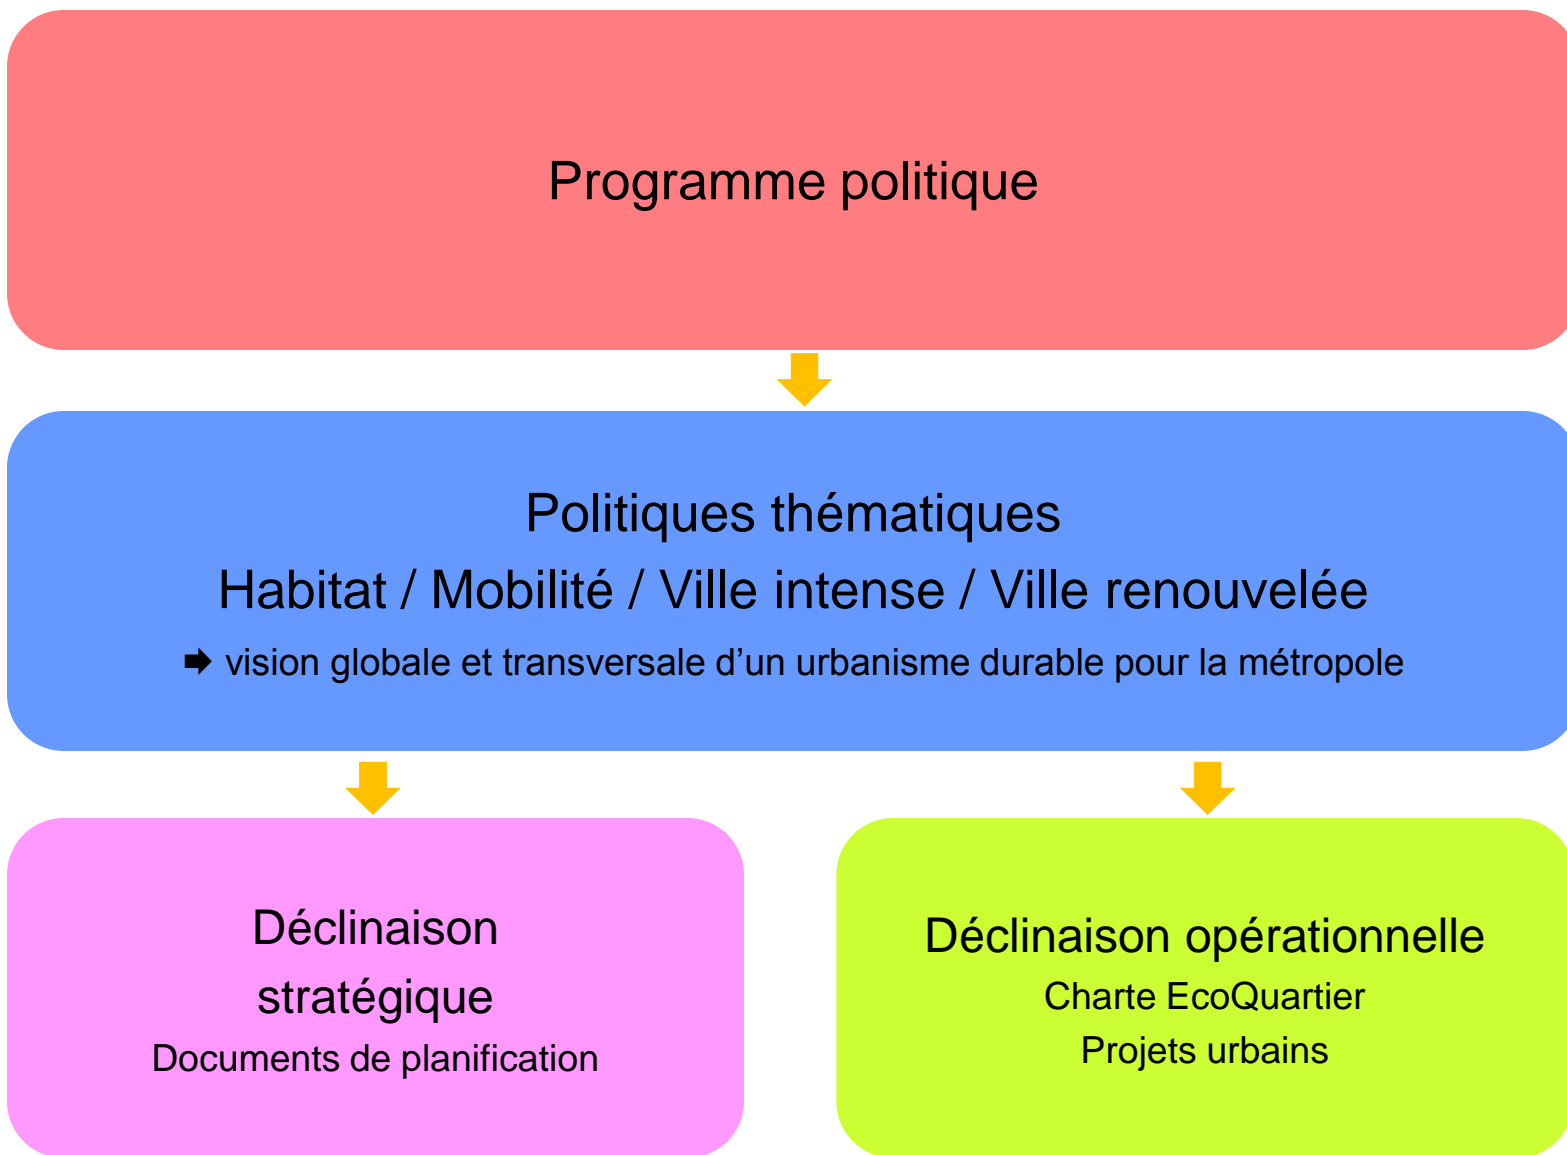 Programme politique
Politiques thématiques
Habitat / Mobilité / Ville intense / Ville renouvelée
➡ vision globale et transversale d’un urbanisme durable pour la métropole
Déclinaison
stratégique
Documents de planification
Déclinaison opérationnelle
Charte EcoQuartier
Projets urbains